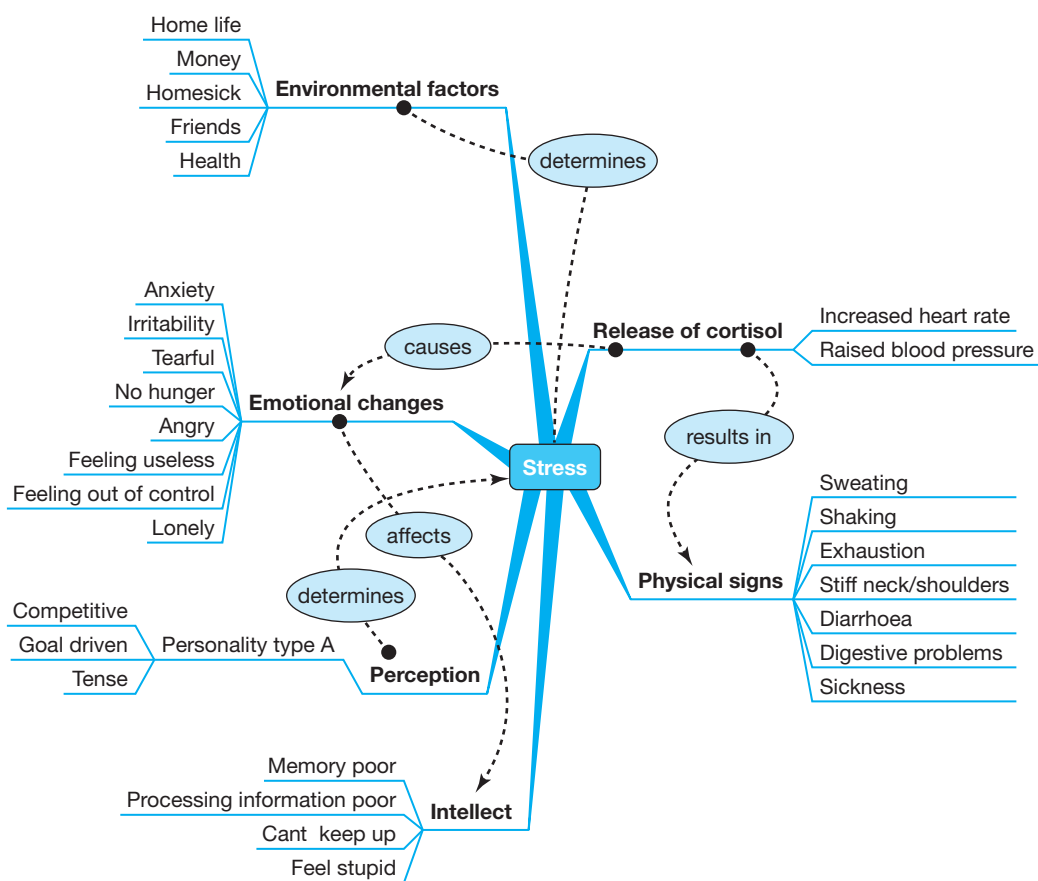 Home life
Money
Homesick
Friends
Health
Environmental factors
determines
Anxiety
Irritability
Tearful
No hunger
Angry
Feeling useless
Feeling out of control
Lonely
Emotional changes
causes
Release of cortisol
Increased heart rate
Raised blood pressure
results in
Stress
affects
determines
Physical signs
Sweating
Shaking
Exhaustion
Stiff neck/shoulders
Diarrhoea
Digestive problems
Sickness
Competitive
Goal driven
Tense
Personality type A
Perception
Memory poor
Processing information poor
Cant keep up
Feel stupid
Intellect